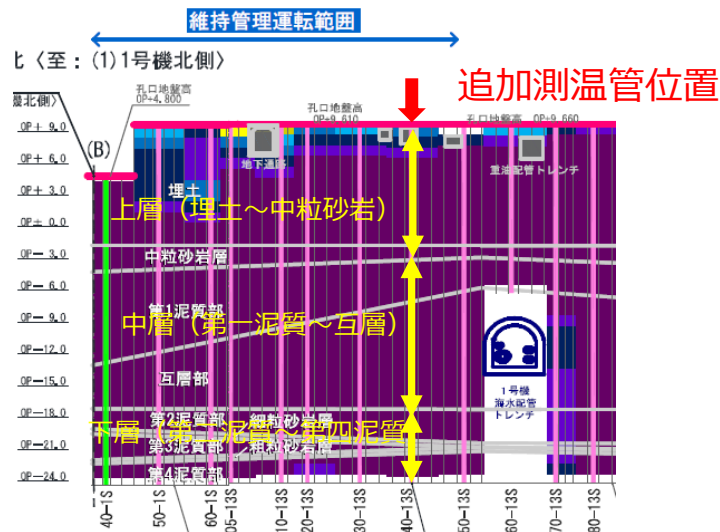 維持管理運転範囲
ﾋ〈至：(1)1号機北側〉
追加測温管位置
北側〉
孔口地盤高
OP+4.800
孔口地盤高
OP+9.610
孔口地盤高 OP+9.660
OP+ 9.0
OP+ 6.0
OP+ 3.0
OP± 0.0
OP- 3.0
OP- 6.0
OP- 9.0
OP-12.0
OP-15.0
OP-18.0
OP-21.0
OP-24.0
(B)
地下通路
重油配管トレンチ
埋土
上層（埋土～中粒砂岩）
中粒砂岩層
第1泥質部
中層（第一泥質～互層）
互層部
1号機
海水配管
トレンチ
第2泥質部
細粒砂岩層
下層（第二泥質～第四泥質）
第3泥質部
粗粒砂岩層
第4泥質部
40-1S
50-1S
60-1S
05-13S
10-13S
20-13S
30-13S
40-13S
50-13S
60-13S
70-13S
80-13S